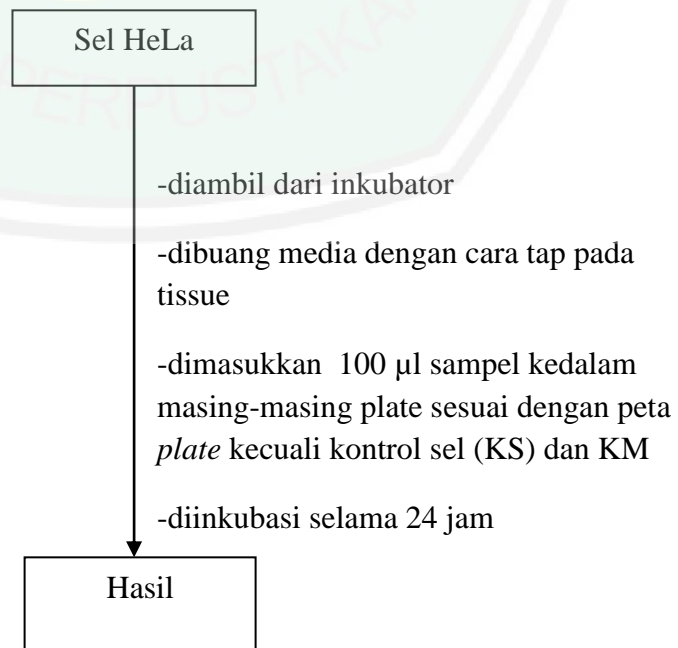 Sel HeLa
PERPUSTAKA
-diambil dari inkubator
-dibuang media dengan cara tap pada
tissue
-dimasukkan 100 µl sampel kedalam
masing-masing plate sesuai dengan peta
plate kecuali kontrol sel (KS) dan KM
-diinkubasi selama 24 jam
Hasil